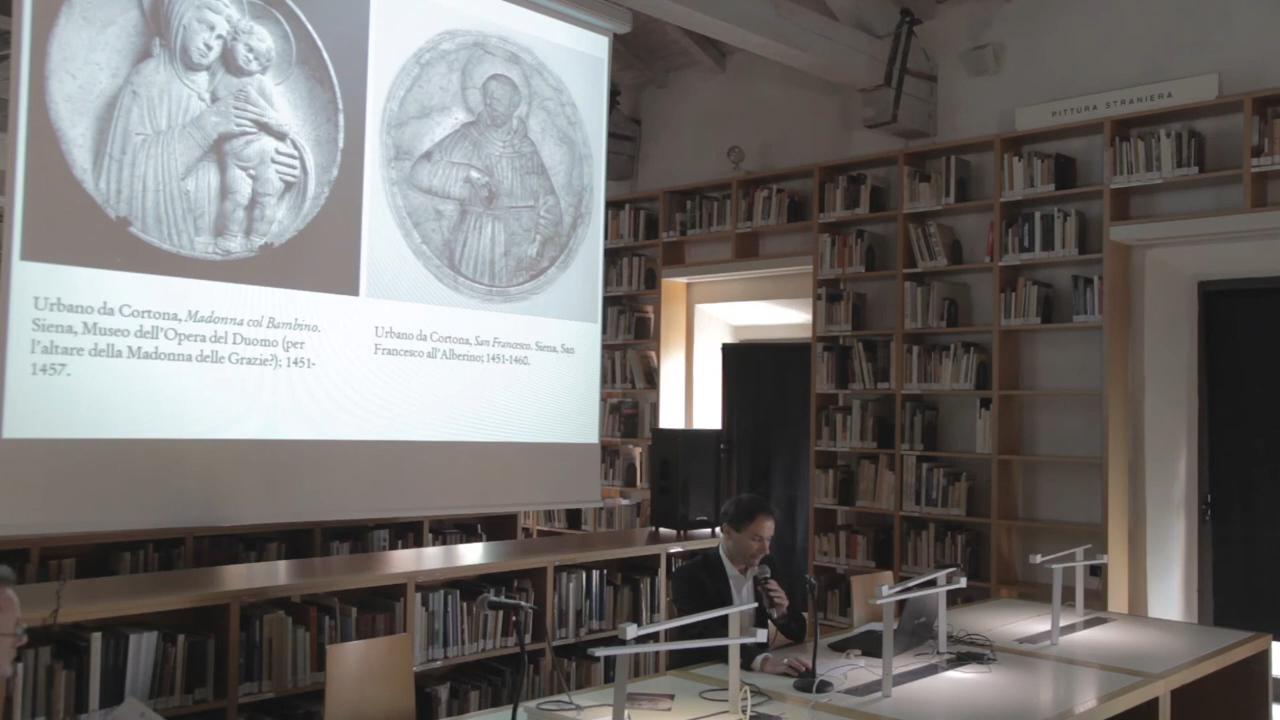 Urbano da Cortona, Madonna col Bambino.
Siena, Museo dell'Opera del Duomo (per
l'altare della Madonna delle Grazie?); 1451-
1457.
Urbano da Cortona, San Francesco. Siena, San
Francesco all'Alberino; 1451-1460.
PITTURA STRANIERA